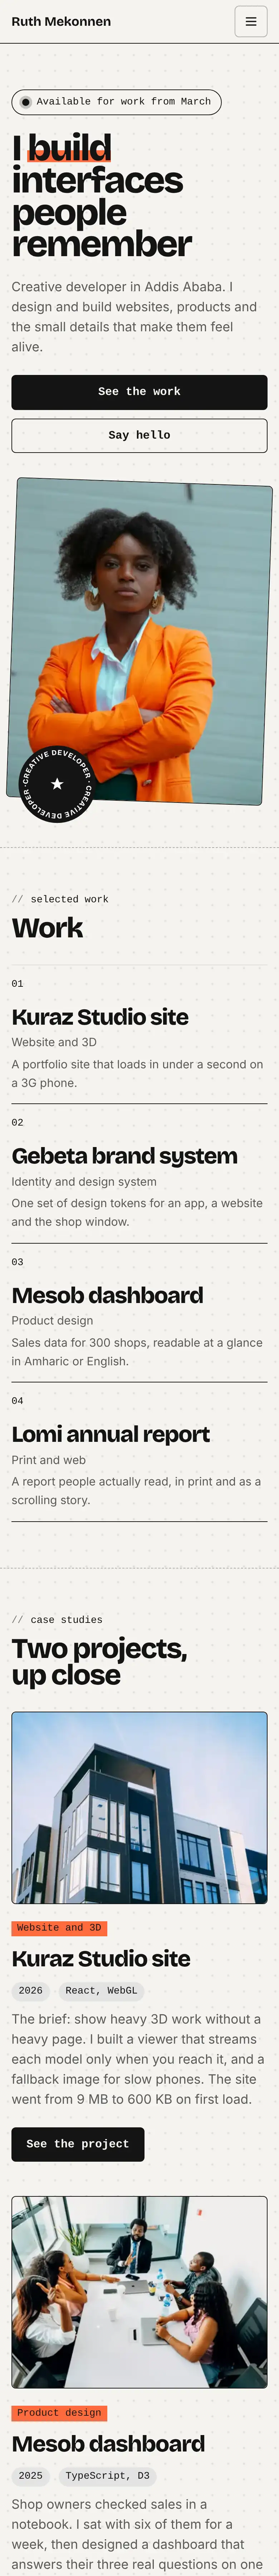 Ruth Mekonnen
Available for work from March
I build
interfaces
people
remember
Creative developer in Addis Ababa. I
design and build websites, products and
the small details that make them feel
alive.
See the work
Say hello
CREATIVE DEVELOPER · CREATIVE DEVELOPER ·
// selected work
Work
01
Kuraz Studio site
Website and 3D
A portfolio site that loads in under a second on
a 3G phone.
02
Gebeta brand system
Identity and design system
One set of design tokens for an app, a website
and the shop window.
03
Mesob dashboard
Product design
Sales data for 300 shops, readable at a glance
in Amharic or English.
04
Lomi annual report
Print and web
A report people actually read, in print and as a
scrolling story.
// case studies
Two projects,
up close
Website and 3D
Kuraz Studio site
2026 React, WebGL
The brief: show heavy 3D work without a
heavy page. I built a viewer that streams
each model only when you reach it, and a
fallback image for slow phones. The site
went from 9 MB to 600 KB on first load.
See the project
Product design
Mesob dashboard
2025 TypeScript, D3
Shop owners checked sales in a
notebook. I sat with six of them for a
week, then designed a dashboard that
answers their three real questions on one